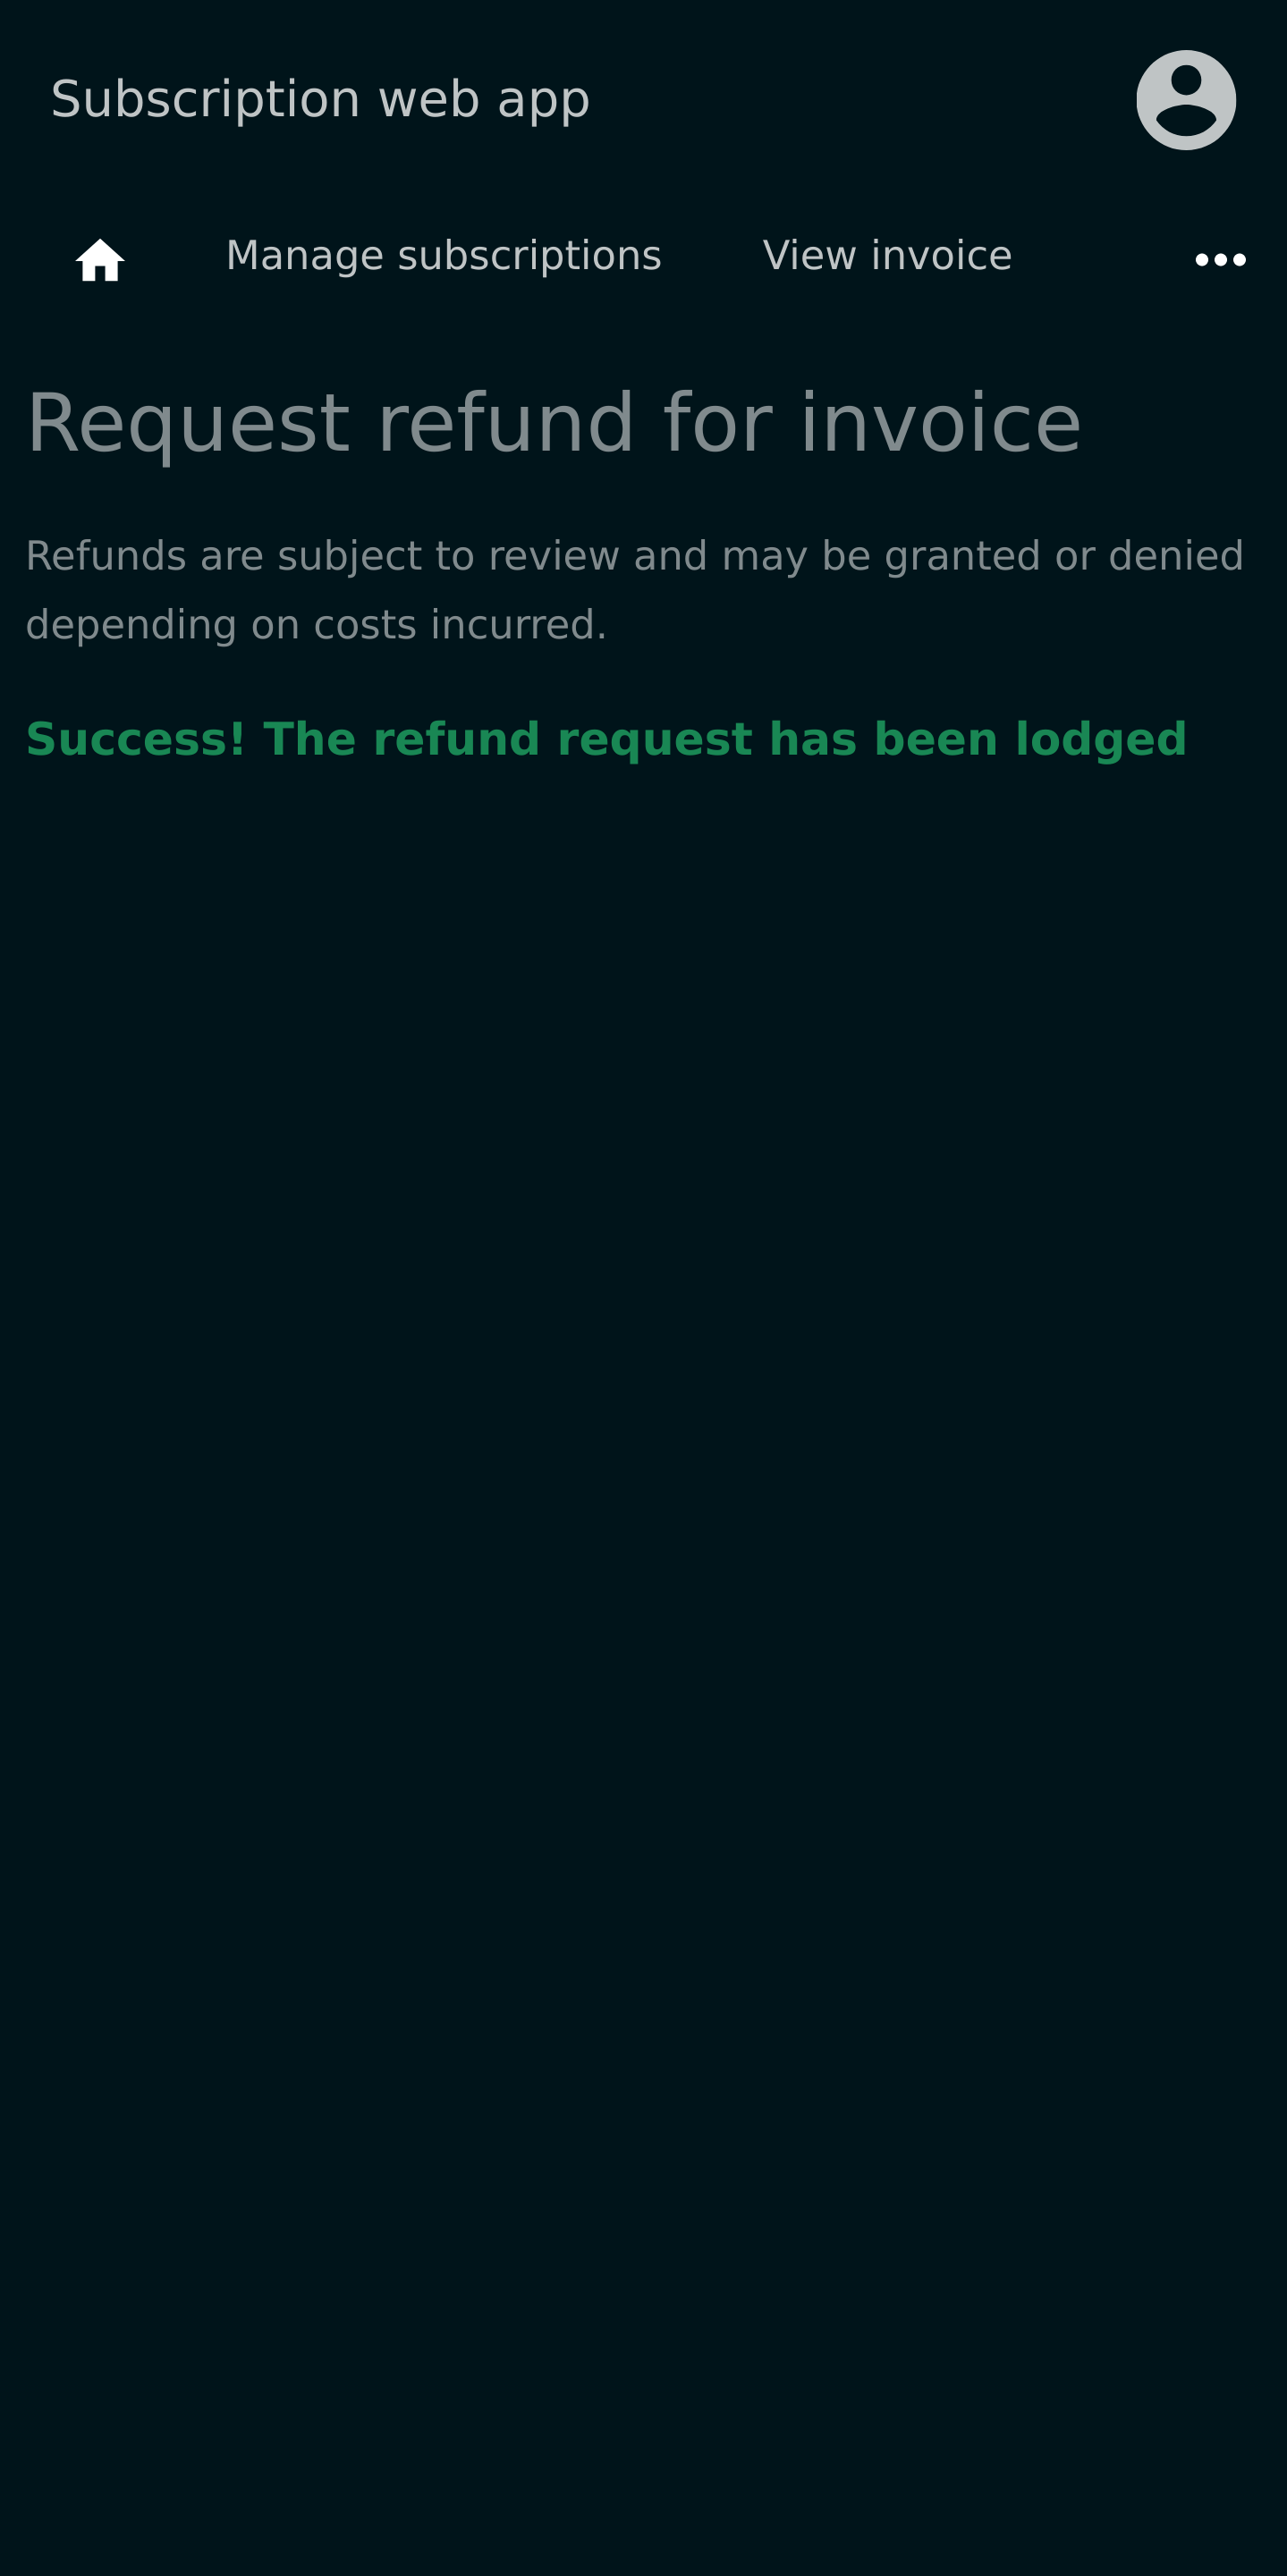 Subscription web app
Manage subscriptions View invoice
Request refund for invoice
Refunds are subject to review and may be granted or denied
depending on costs incurred.
Success! The refund request has been lodged